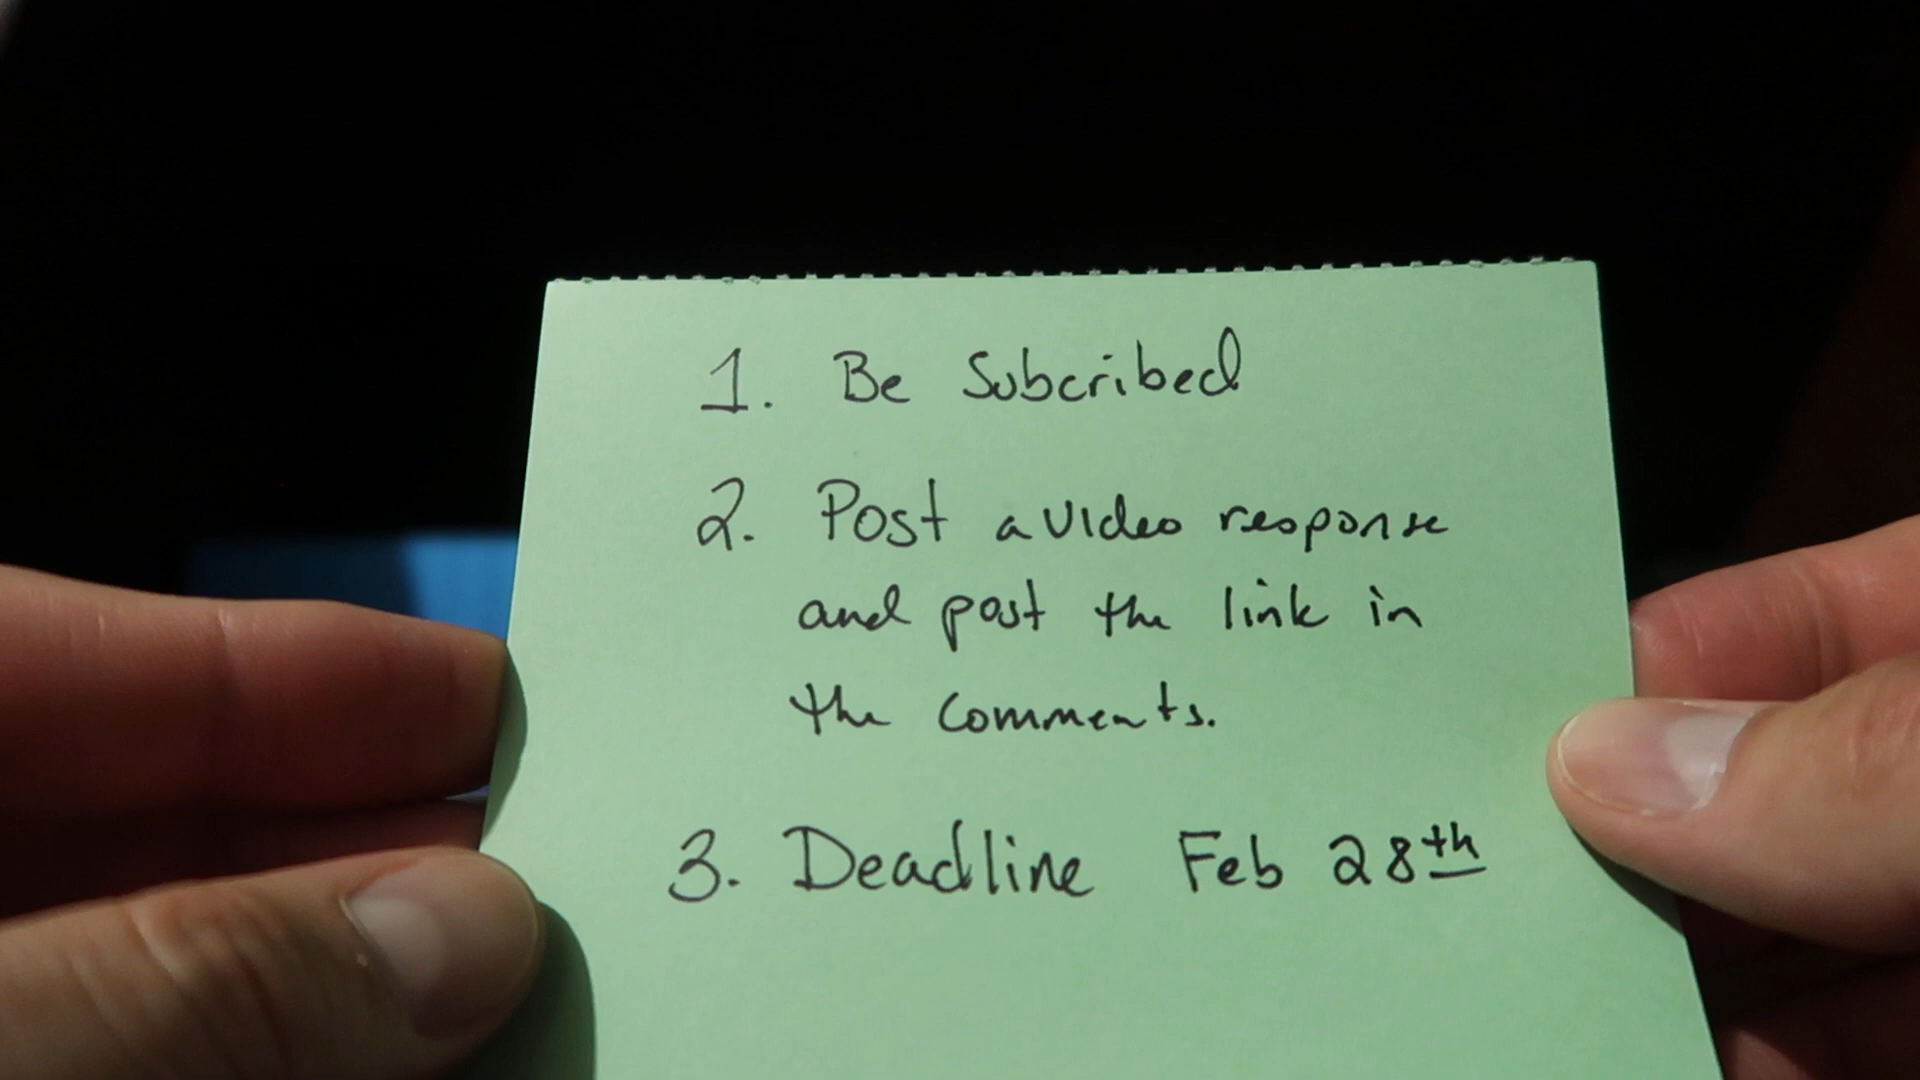 1. Be Subcribed
2. Post a video response
and post the link in
the comments.
3. Deadline Feb 28th